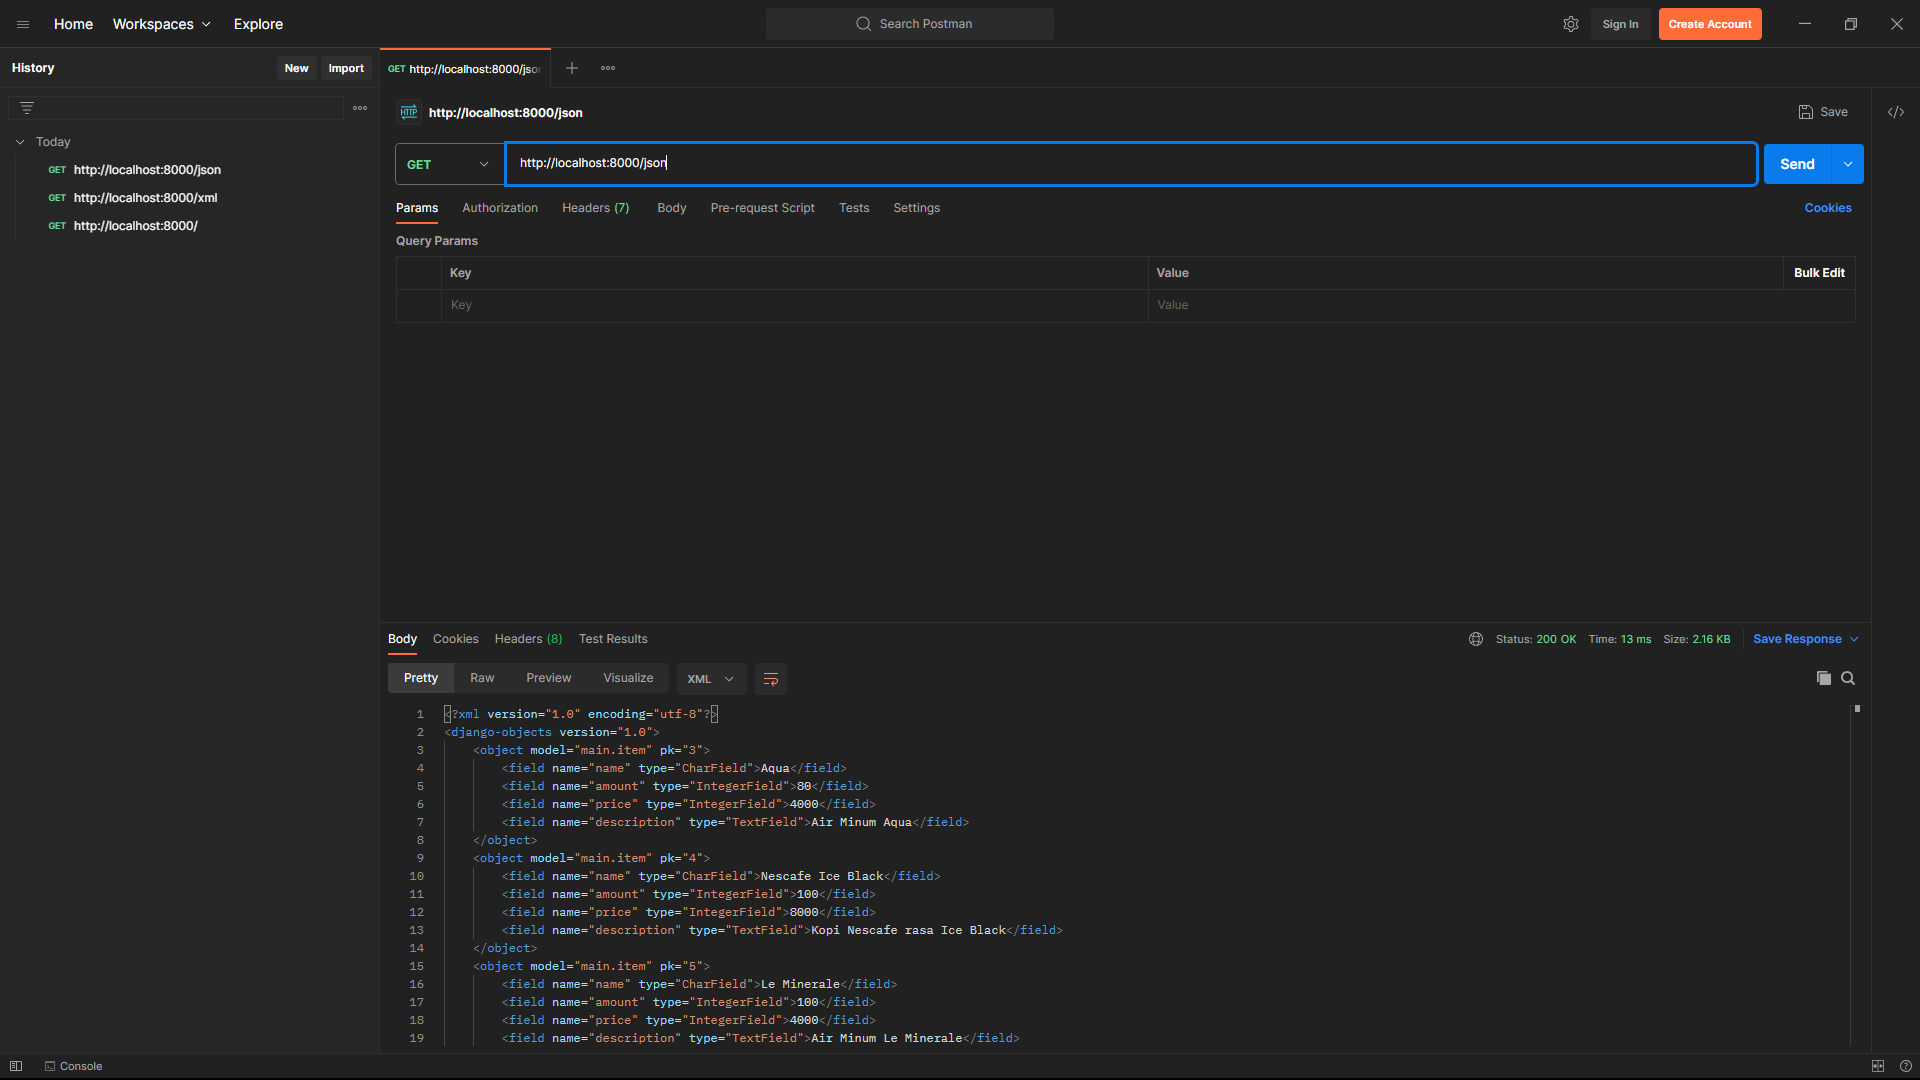 Home Workspaces Explore Search Postman Sign In Create Account
History New Import
GET http://localhost:8000/jso
http://localhost:8000/json Save
Today
GET http://localhost:8000/json
GET http://localhost:8000/xml
GET http://localhost:8000/
GET http://localhost:8000/json Send
Params Authorization Headers (7) Body Pre-request Script Tests Settings Cookies
Query Params
Key Value Bulk Edit
Key Value
Body Cookies Headers (8) Test Results Status: 200 OK Time: 13 ms Size: 2.16 KB Save Response
Pretty Raw Preview Visualize XML
1 <?xml version="1.0" encoding="utf-8"?>
2 <django-objects version="1.0">
3 <object model="main.item" pk="3">
4 <field name="name" type="CharField">Aqua</field>
5 <field name="amount" type="IntegerField">80</field>
6 <field name="price" type="IntegerField">4000</field>
7 <field name="description" type="TextField">Air Minum Aqua</field>
8 </object>
9 <object model="main.item" pk="4">
10 <field name="name" type="CharField">Nescafe Ice Black</field>
11 <field name="amount" type="IntegerField">100</field>
12 <field name="price" type="IntegerField">8000</field>
13 <field name="description" type="TextField">Kopi Nescafe rasa Ice Black</field>
14 </object>
15 <object model="main.item" pk="5">
16 <field name="name" type="CharField">Le Minerale</field>
17 <field name="amount" type="IntegerField">100</field>
18 <field name="price" type="IntegerField">4000</field>
19 <field name="description" type="TextField">Air Minum Le Minerale</field>
Console